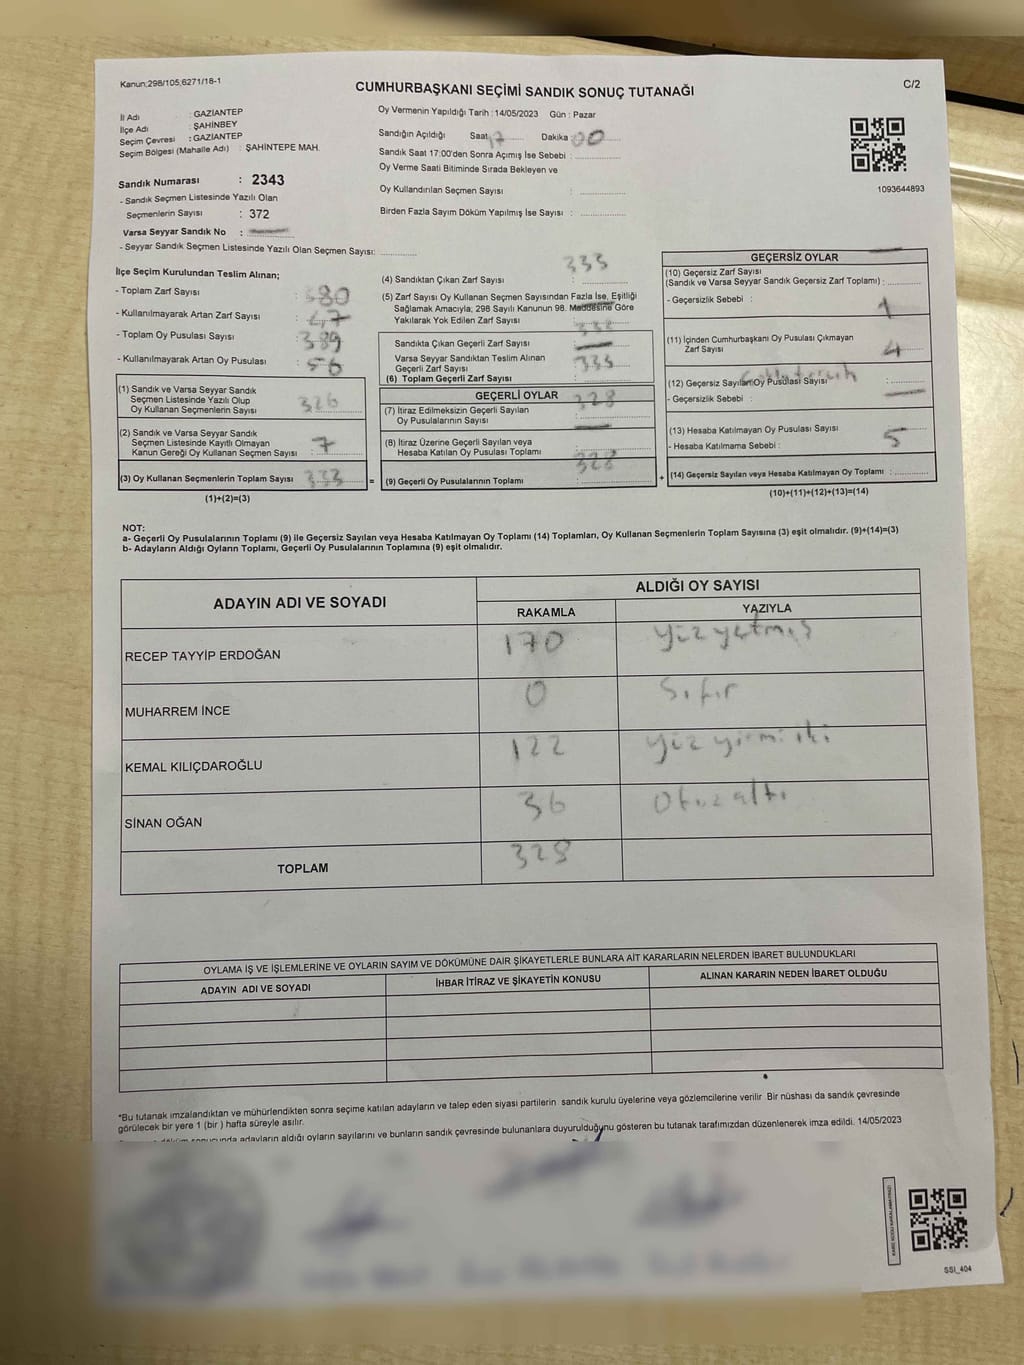 Kanun;298/105;6271/18-1
CUMHURBAŞKANI SEÇİMİ SANDIK SONUÇ TUTANAĞI
C/2
İl Adı : GAZİANTEP
İlçe Adı : ŞAHİNBEY
Seçim Çevresi : GAZİANTEP
Seçim Bölgesi (Mahalle Adı) : ŞAHİNTEPE MAH.
Oy Vermenin Yapıldığı Tarih : 14/05/2023 Gün : Pazar
Sandığın Açıldığı Saat 17 Dakika : 00
Sandık Saat 17:00'den Sonra Açımış İse Sebebi :
Oy Verme Saati Bitiminde Sırada Bekleyen ve
Oy Kullandırılan Seçmen Sayısı :
Birden Fazla Sayım Döküm Yapılmış İse Sayısı :
1093644893
Sandık Numarası : 2343
- Sandık Seçmen Listesinde Yazılı Olan
Seçmenlerin Sayısı : 372
Varsa Seyyar Sandık No :
- Seyyar Sandık Seçmen Listesinde Yazılı Olan Seçmen Sayısı:
İlçe Seçim Kurulundan Teslim Alınan;
- Toplam Zarf Sayısı : 380
- Kullanılmayarak Artan Zarf Sayısı : 47
- Toplam Oy Pusulası Sayısı : 389
- Kullanılmayarak Artan Oy Pusulası : 56
(1) Sandık ve Varsa Seyyar Sandık
Seçmen Listesinde Yazılı Olup
Oy Kullanan Seçmenlerin Sayısı : 326
(2) Sandık ve Varsa Seyyar Sandık
Seçmen Listesinde Kayıtlı Olmayan
Kanun Gereği Oy Kullanan Seçmen Sayısı : 7
(3) Oy Kullanan Seçmenlerin Toplam Sayısı : 333
(1)+(2)=(3)
(4) Sandıktan Çıkan Zarf Sayısı : 333
(5) Zarf Sayısı Oy Kullanan Seçmen Sayısından Fazla İse, Eşitliği
Sağlamak Amacıyla; 298 Sayılı Kanunun 98. Maddesine Göre
Yakılarak Yok Edilen Zarf Sayısı :
Sandıkta Çıkan Geçerli Zarf Sayısı :
Varsa Seyyar Sandıktan Teslim Alınan
Geçerli Zarf Sayısı :
(6) Toplam Geçerli Zarf Sayısı :
GEÇERLİ OYLAR
(7) İtiraz Edilmeksizin Geçerli Sayılan
Oy Pusulalarının Sayısı : 328
(8) İtiraz Üzerine Geçerli Sayılan veya
Hesaba Katılan Oy Pusulası Toplamı :
(9) Geçerli Oy Pusulalarının Toplamı : 328
GEÇERSİZ OYLAR
(10) Geçersiz Zarf Sayısı
(Sandık ve Varsa Seyyar Sandık Geçersiz Zarf Toplamı) :
- Geçersizlik Sebebi :
1
(11) İçinden Cumhurbaşkanı Oy Pusulası Çıkmayan
Zarf Sayısı
4
(12) Geçersiz Sayılan Oy Pusulası Sayısı :
- Geçersizlik Sebebi :
(13) Hesaba Katılmayan Oy Pusulası Sayısı
- Hesaba Katılmama Sebebi :
5
(14) Geçersiz Sayılan veya Hesaba Katılmayan Oy Toplamı :
(10)+(11)+(12)+(13)=(14)
NOT:
a- Geçerli Oy Pusulalarının Toplamı (9) ile Geçersiz Sayılan veya Hesaba Katılmayan Oy Toplamı (14) Toplamları, Oy Kullanan Seçmenlerin Toplam Sayısına (3) eşit olmalıdır. (9)+(14)=(3)
b- Adayların Aldığı Oyların Toplamı, Geçerli Oy Pusulalarının Toplamına (9) eşit olmalıdır.
ADAYIN ADI VE SOYADI
ALDIĞI OY SAYISI
RAKAMLA YAZIYLA
RECEP TAYYİP ERDOĞAN 170 yüz yetmiş
MUHARREM İNCE 0 Sıfır
KEMAL KILIÇDAROĞLU 122 yüz yirmi iki
SİNAN OĞAN 36 Otuz altı
TOPLAM 328
OYLAMA İŞ VE İŞLEMLERİNE VE OYLARIN SAYIM VE DÖKÜMÜNE DAİR ŞİKAYETLERLE BUNLARA AİT KARARLARIN NELERDEN İBARET BULUNDUKLARI
ADAYIN ADI VE SOYADI İHBAR İTİRAZ VE ŞİKAYETİN KONUSU ALINAN KARARIN NEDEN İBARET OLDUĞU
*Bu tutanak imzalandıktan ve mühürlendikten sonra seçime katılan adayların ve talep eden siyasi partilerin sandık kurulu üyelerine veya gözlemcilerine verilir. Bir nüshası da sandık çevresinde
görülecek bir yere 1 (bir ) hafta süreyle asılır.
adayların aldığı oyların sayılarını ve bunların sandık çevresinde bulunanlara duyurulduğunu gösteren bu tutanak tarafımızdan düzenlenerek imza edildi. 14/05/2023
SSI_404